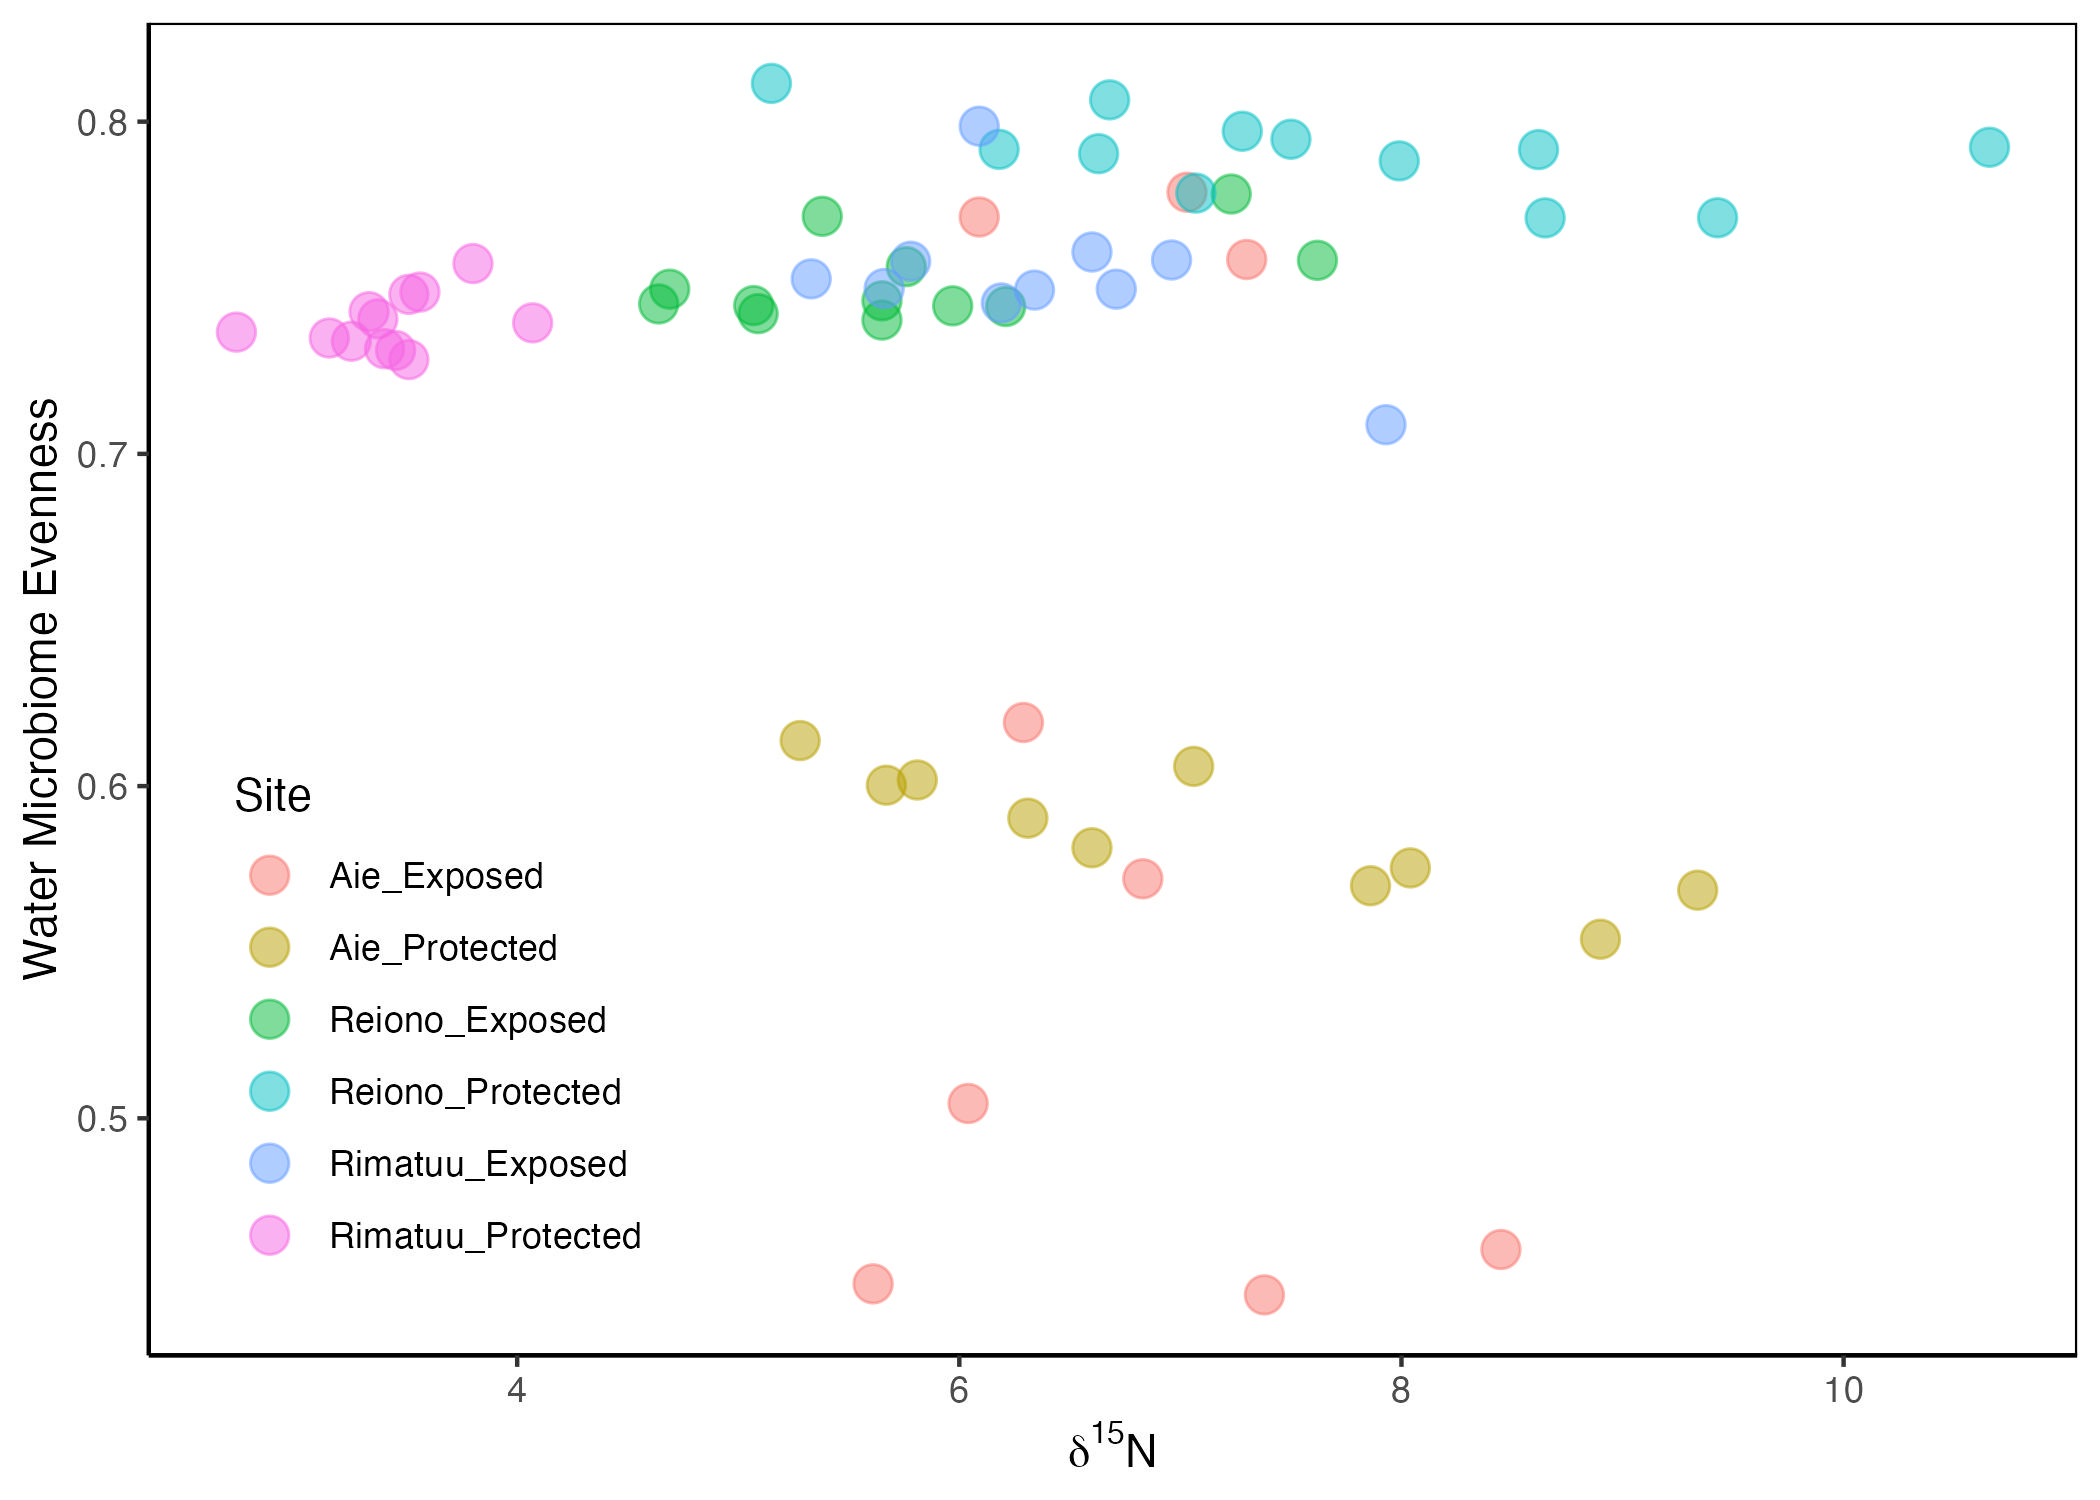 0.8
0.7
0.6
0.5
Water Microbiome Evenness
Site
Aie_Exposed
Aie_Protected
Reiono_Exposed
Reiono_Protected
Rimatuu_Exposed
Rimatuu_Protected
4 6 8 10
δ¹⁵N